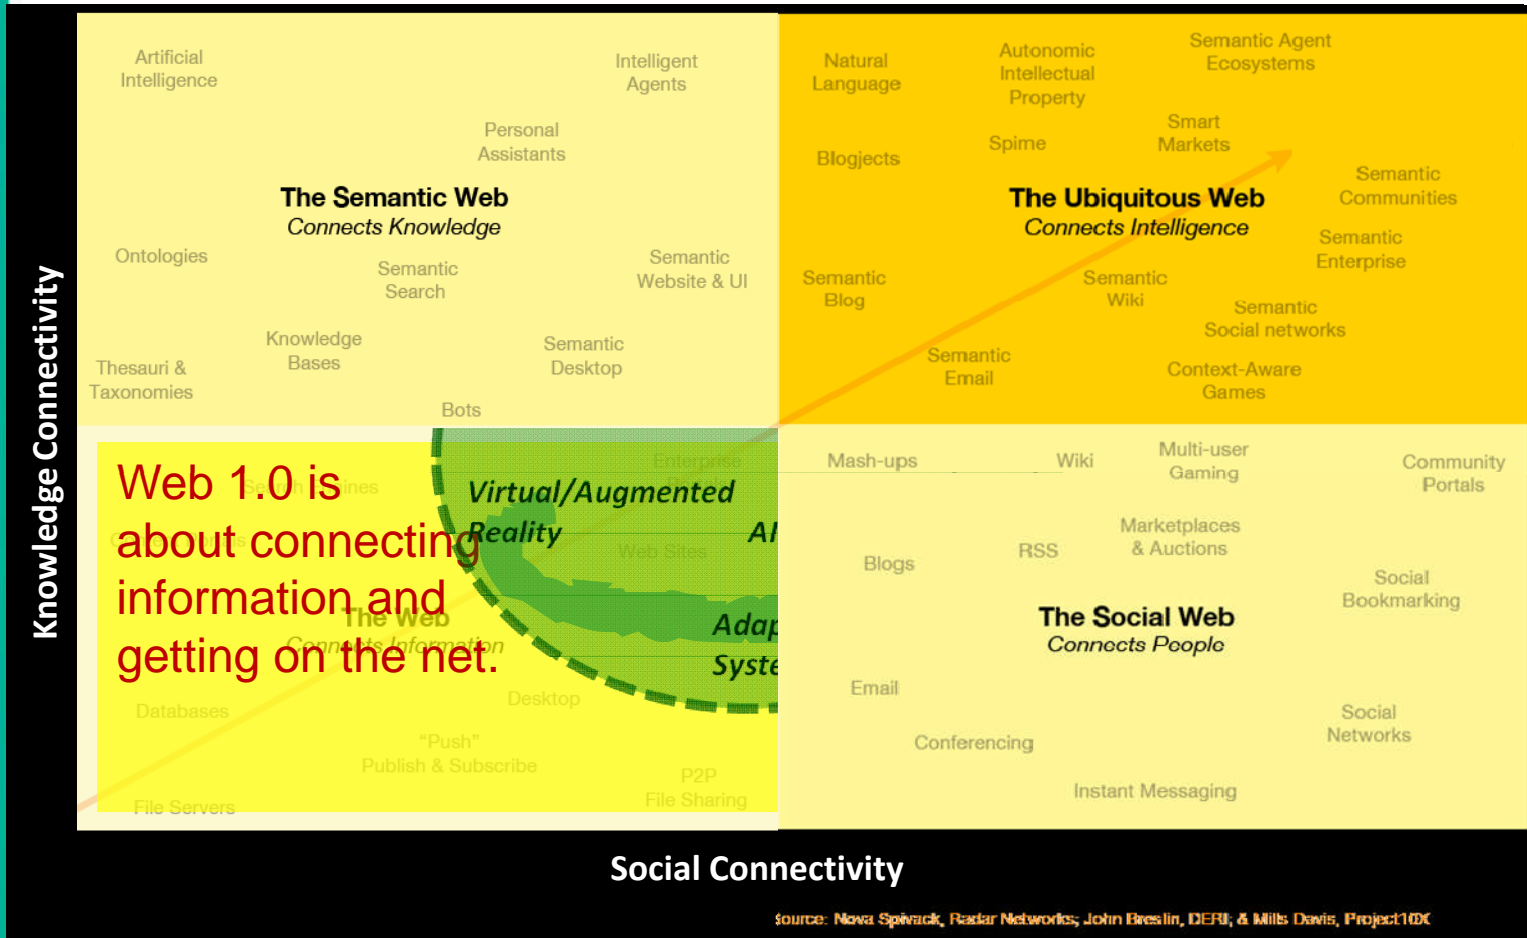 Artificial
Intelligence
Intelligent
Agents
Personal
Assistants
The Semantic Web
Connects Knowledge
Ontologies
Semantic
Search
Semantic
Website & UI
Knowledge
Bases
Semantic
Desktop
Thesauri &
Taxonomies
Bots
Natural
Language
Autonomic
Intellectual
Property
Semantic Agent
Ecosystems
Smart
Markets
Spime
Blogjects
The Ubiquitous Web
Connects Intelligence
Semantic
Communities
Semantic
Enterprise
Semantic
Blog
Semantic
Wiki
Semantic
Social networks
Semantic
Email
Context-Aware
Games
Knowledge Connectivity
Web 1.0 is
about connecting
information and
getting on the net.
Search Engines
Enterprise
Virtual/Augmented
Reality
AI
Web Sites
The Web
Connects Information
Adap
Syste
Databases
Desktop
"Push"
Publish & Subscribe
P2P
File Sharing
File Servers
Mash-ups
Wiki
Multi-user
Gaming
Community
Portals
Marketplaces
& Auctions
RSS
Blogs
Social
Bookmarking
The Social Web
Connects People
Email
Social
Networks
Conferencing
Instant Messaging
Social Connectivity
Source: Nova Spivack, Radar Networks; John Breslin, DERI; & Mills Davis, Project10X